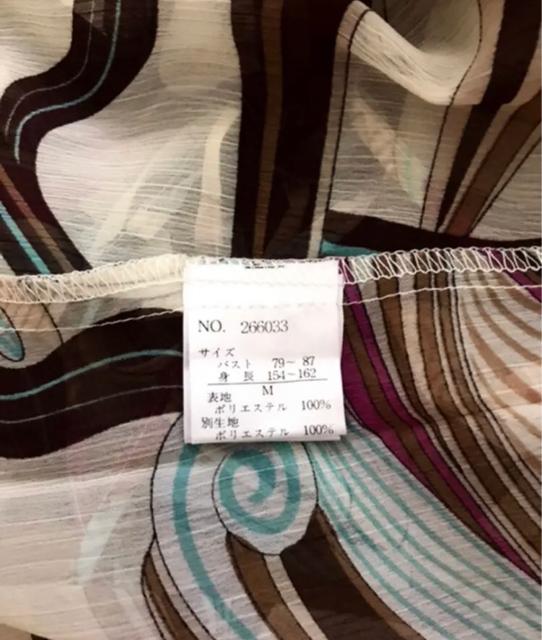 NO. 266033
サイズ
バスト 79~ 87
身 長 154~162
M
表地
ポリエステル 100%
別生地
ポリエステル 100%